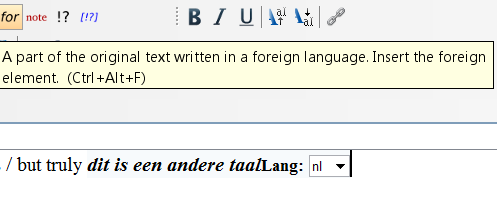 for note !? [!?] B I U
A part of the original text written in a foreign language. Insert the foreign
element. (Ctrl+Alt+F)
/ but truly dit is een andere taalLang: nl